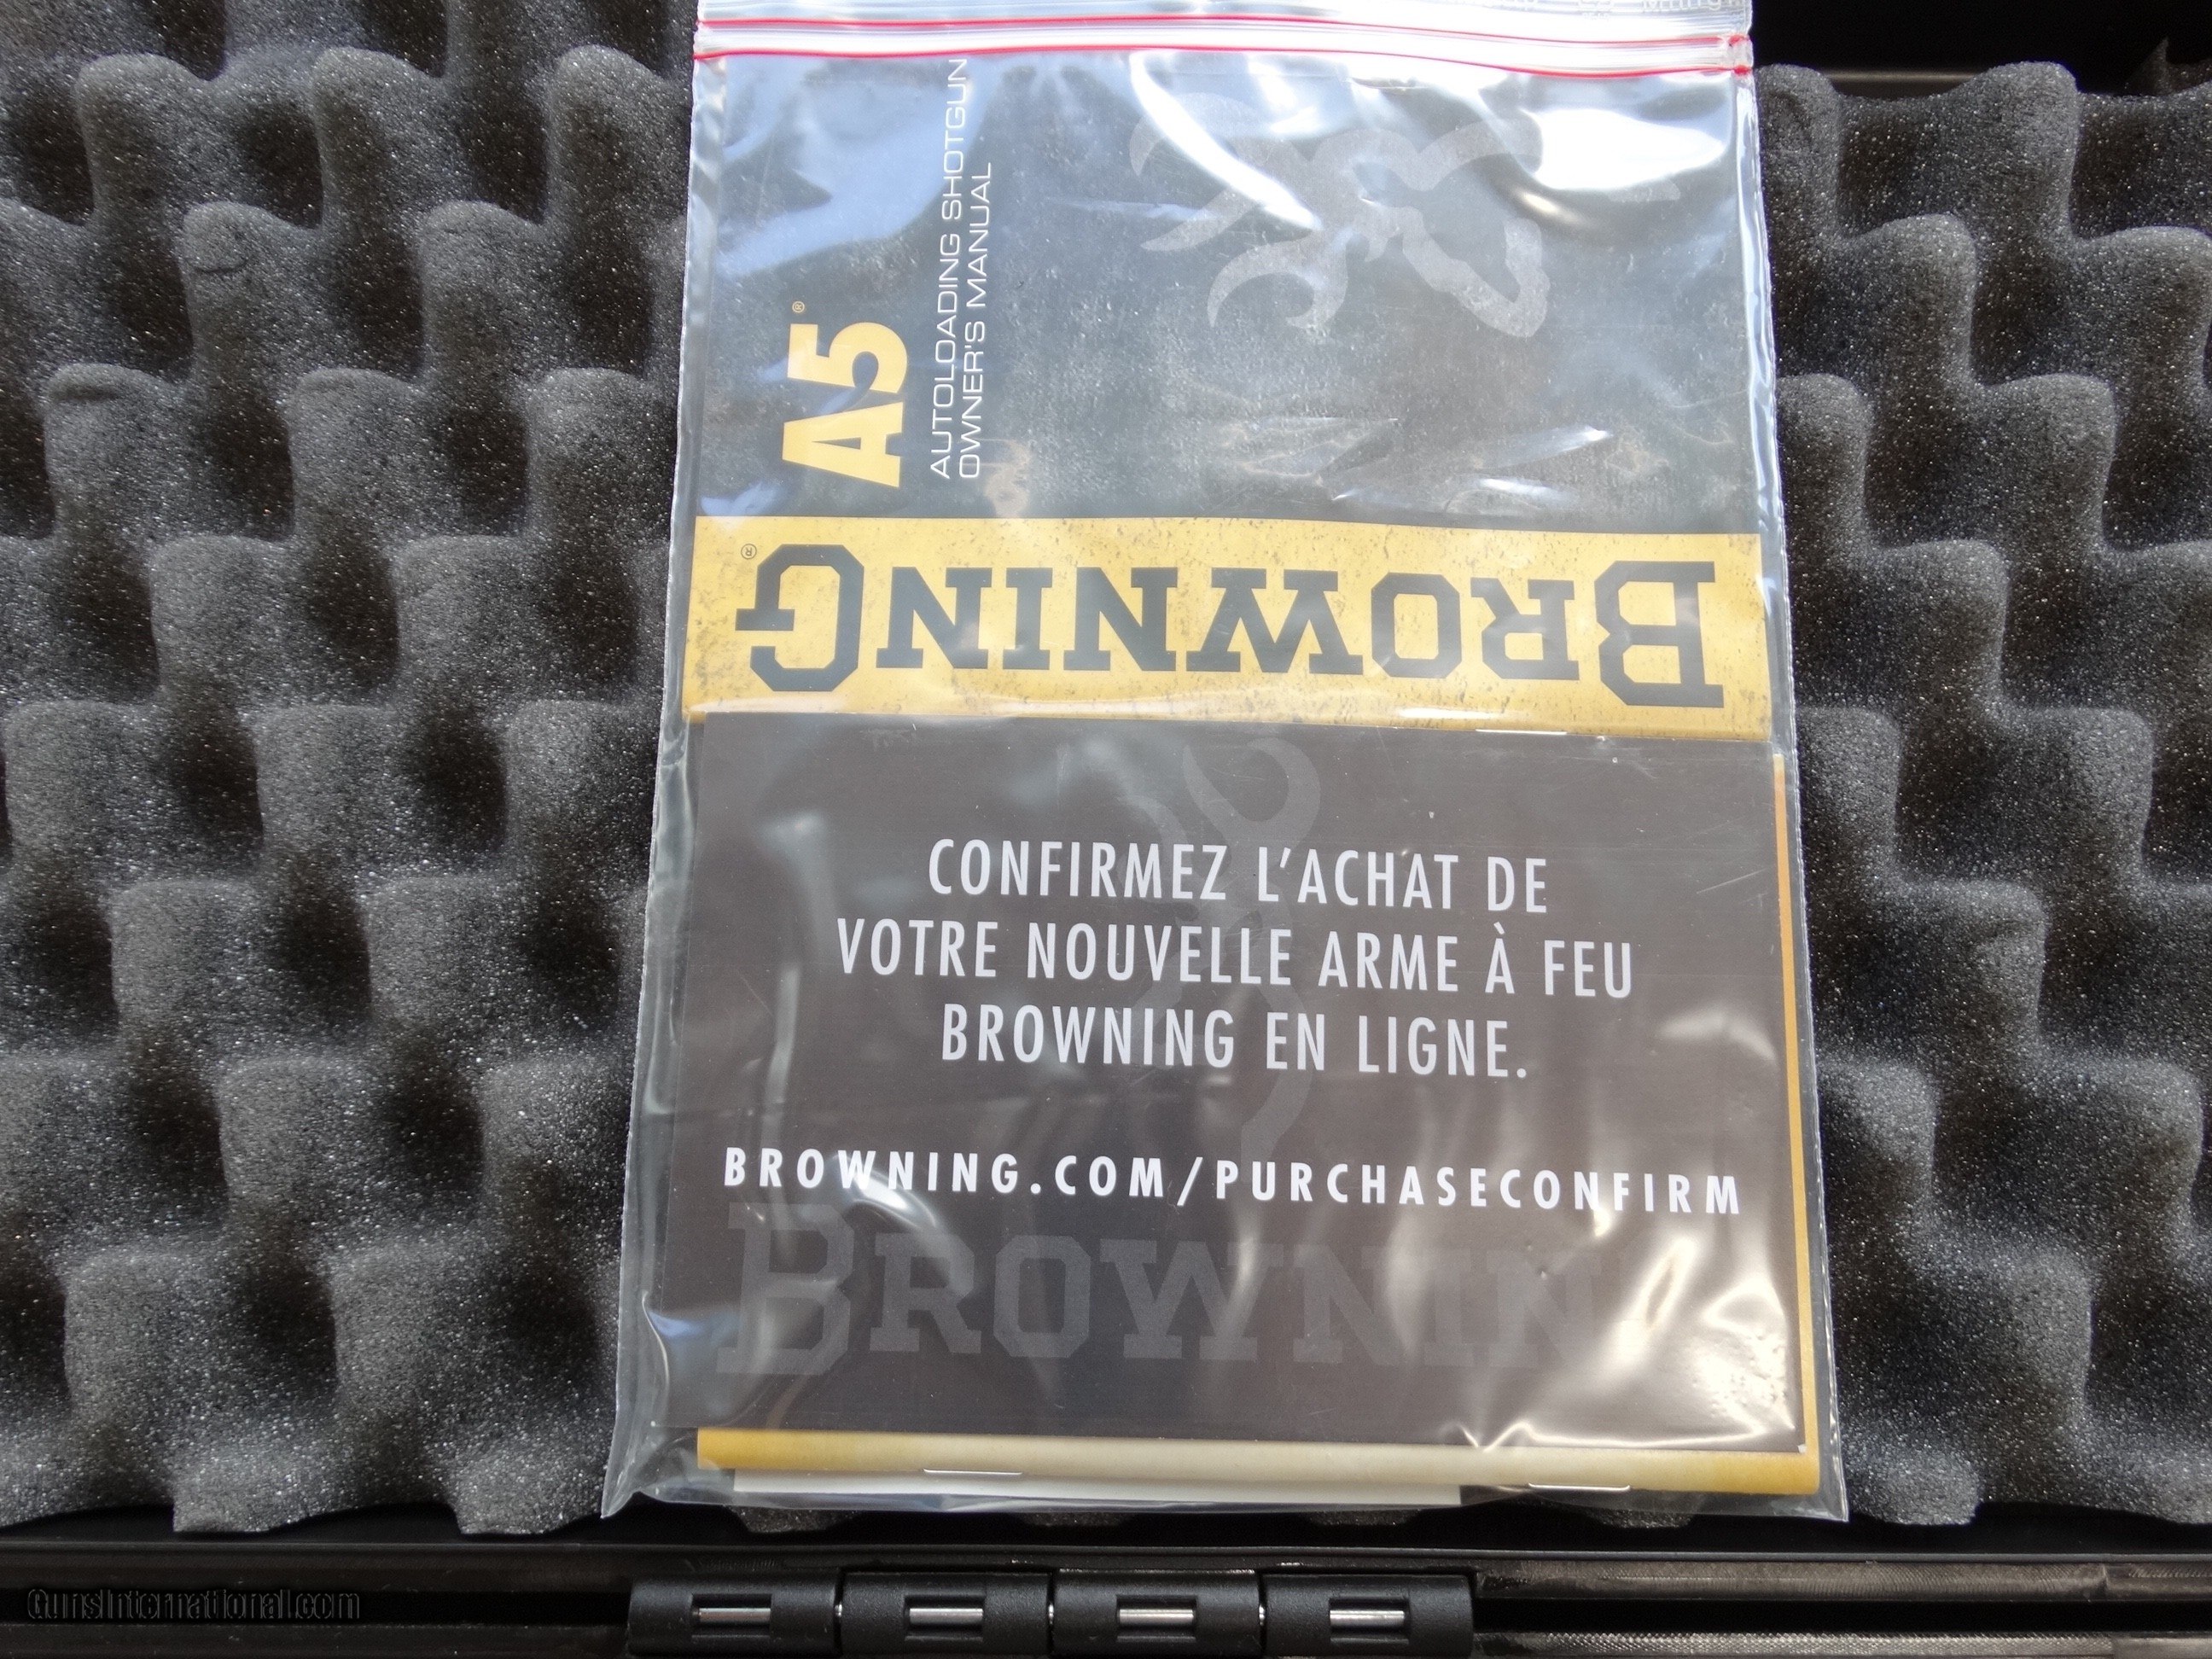 A5®
AUTOLOADING SHOTGUN
OWNER'S MANUAL
BROWNING®
CONFIRMEZ L'ACHAT DE
VOTRE NOUVELLE ARME À FEU
BROWNING EN LIGNE.
BROWNING.COM/PURCHASECONFIRM
BROWNIN
GunsInternational.com